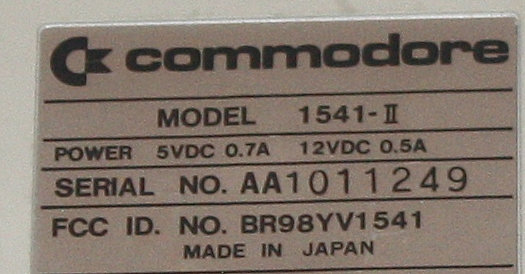 commodore
MODEL 1541-II
POWER 5VDC 0.7A 12VDC 0.5A
SERIAL NO. AA1011249
FCC ID. NO. BR98YV1541
MADE IN JAPAN